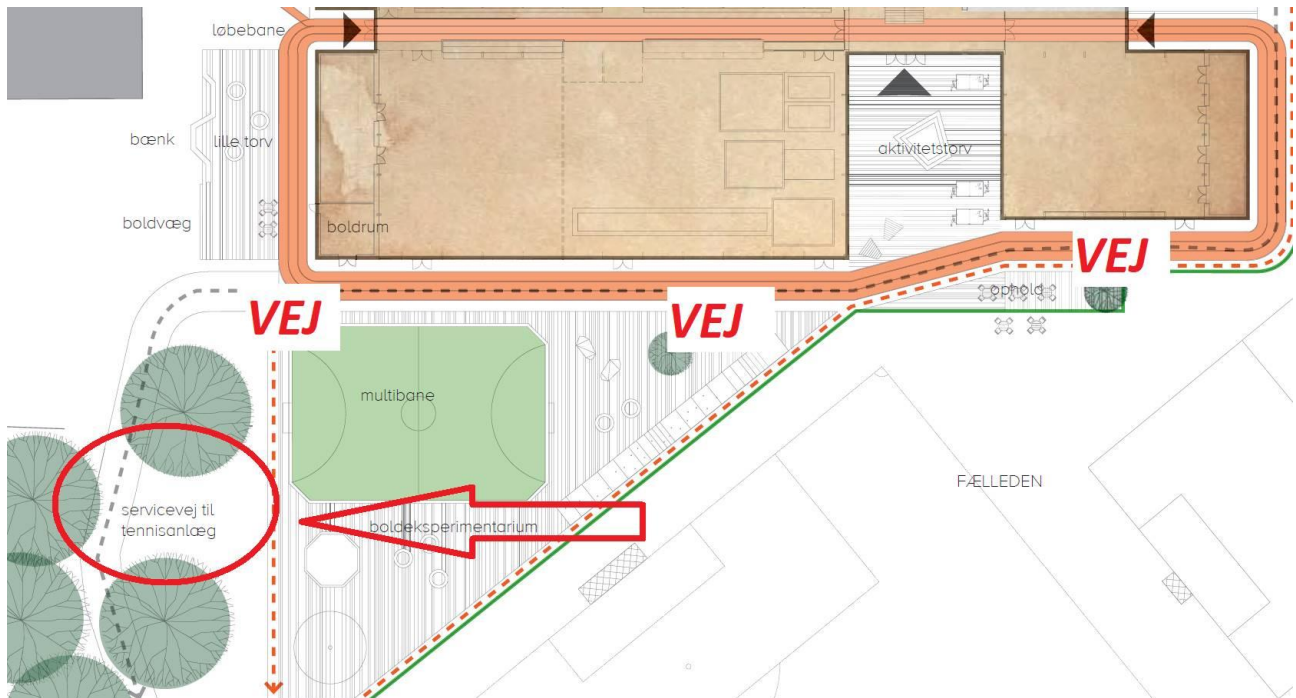 løbebane
bænk
lille torv
aktivitetstorv
boldvæg
boldrum
VEJ
ophold
VEJ
VEJ
multibane
FÆLLEDEN
servicevej til
tennisanlæg
boldeksperimentarium